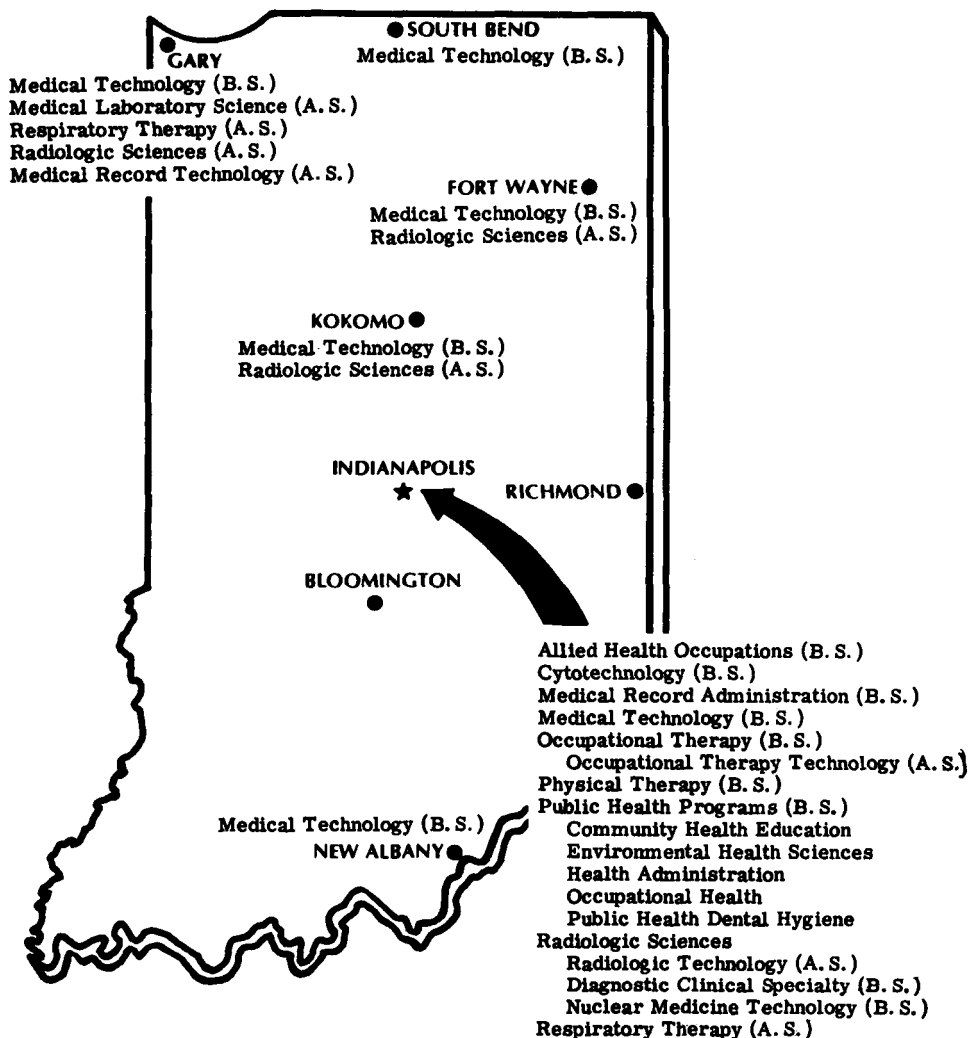 SOUTH BEND
Medical Technology (B.S.)
GARY
Medical Technology (B.S.)
Medical Laboratory Science (A.S.)
Respiratory Therapy (A.S.)
Radiologic Sciences (A.S.)
Medical Record Technology (A.S.)
FORT WAYNE
Medical Technology (B.S.)
Radiologic Sciences (A.S.)
KOKOMO
Medical Technology (B.S.)
Radiologic Sciences (A.S.)
INDIANAPOLIS
RICHMOND
BLOOMINGTON
Allied Health Occupations (B.S.)
Cytotechnology (B.S.)
Medical Record Administration (B.S.)
Medical Technology (B.S.)
Occupational Therapy (B.S.)
Occupational Therapy Technology (A.S.)
Physical Therapy (B.S.)
Public Health Programs (B.S.)
Community Health Education
Environmental Health Sciences
Health Administration
Occupational Health
Public Health Dental Hygiene
Radiologic Sciences
Radiologic Technology (A.S.)
Diagnostic Clinical Specialty (B.S.)
Nuclear Medicine Technology (B.S.)
Respiratory Therapy (A.S.)
Medical Technology (B.S.)
NEW ALBANY